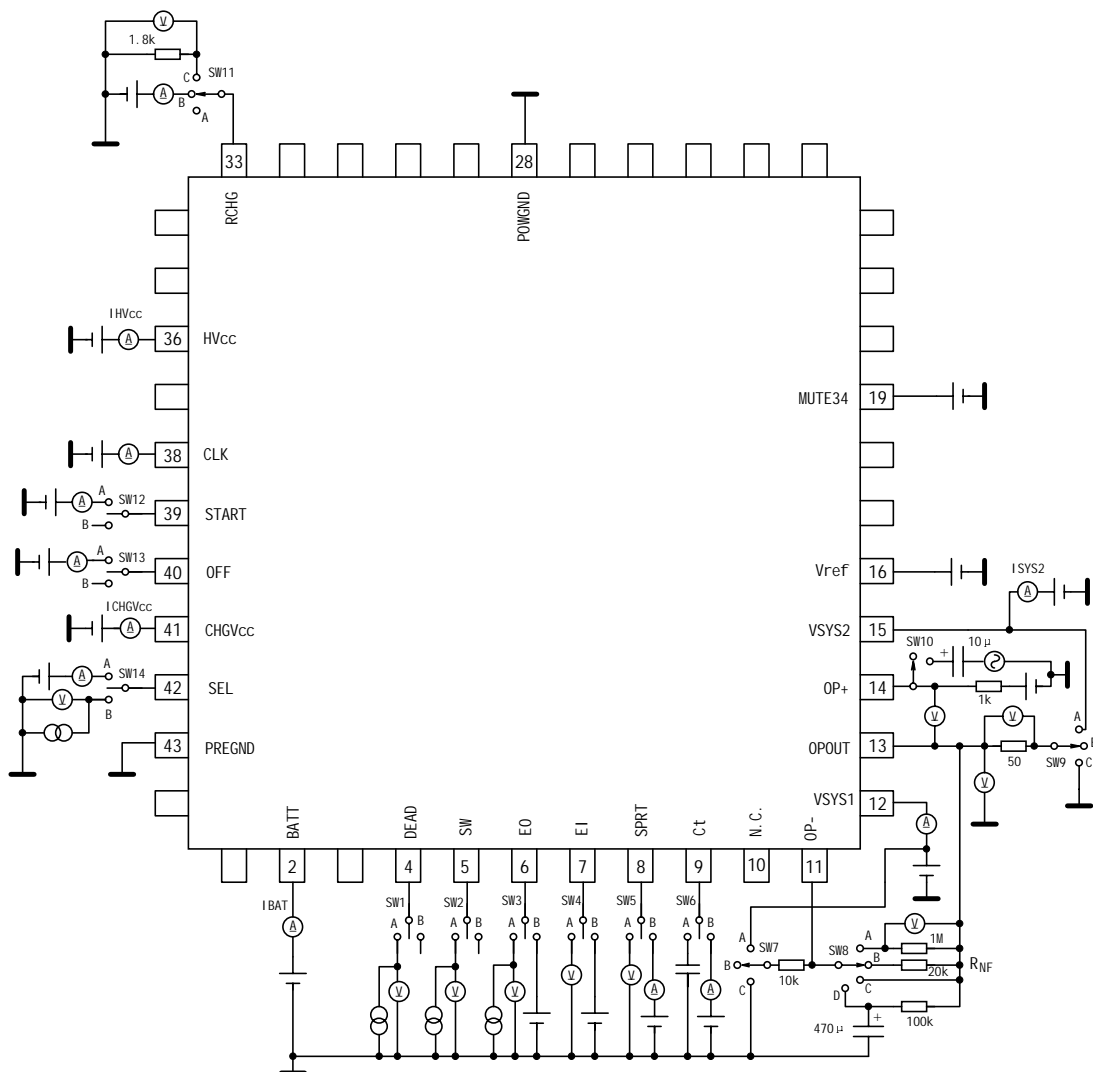 V
1.8k
C SW11
A B
A
33 28
RCHG POWGND
IHVcc
A 36 HVcc
MUTE34 19
A 38 CLK
A A SW12
B 39 START
A A SW13
B 40 OFF
Vref 16
ISYS2
A
ICHGVcc
A 41 CHGVcc
VSYS2 15
SW10 + 10μ
A A SW14
V B 42 SEL
OP+ 14
1k
V V A
43 PREGND
OPOUT 13
50 SW9 B
C
V
VSYS1 12
A
BATT DEAD SW EO EI SPRT Ct N.C. OP-
2 4 5 6 7 8 9 10 11
IBAT
A
SW1 SW2 SW3 SW4 SW5 SW6
A B A B A B A B A B A B
V V V V V A A
A SW7
B
C
10k
SW8 A B C D
V
1M
20k RNF
100k
470μ +